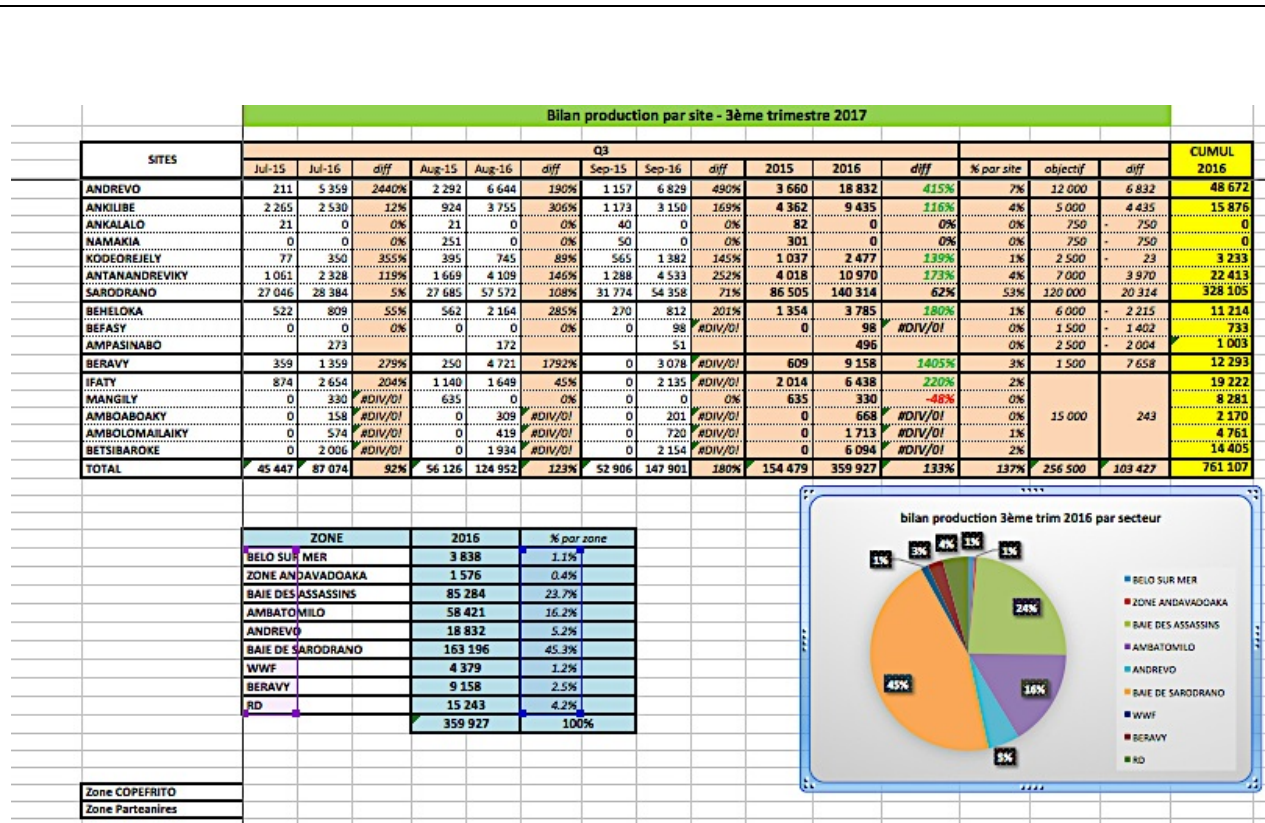 Bilan production par site - 3ème trimestre 2017
SITES Q3 CUMUL
Jul-15 Jul-16 diff Aug-15 Aug-16 diff Sep-15 Sep-16 diff 2015 2016 diff % par site objectif diff 2016
ANDREVO 211 5 359 2440% 2 292 6 644 190% 1 157 6 829 490% 3 660 18 832 415% 7% 12 000 6 832 48 672
ANKILIBE 2 265 2 530 12% 924 3 755 306% 1 173 3 150 169% 4 362 9 435 116% 4% 5 000 4 435 15 876
ANKALALO 21 0 0% 21 0 0% 40 0 0% 82 0 0% 0% 750 - 750 0
NAMAKIA 0 0 0% 251 0 0% 50 0 0% 301 0 0% 0% 750 - 750 0
KODEOREJELY 77 350 355% 395 745 89% 565 1 382 145% 1 037 2 477 139% 1% 2 500 - 23 3 233
ANTANANDREVIKY 1 061 2 328 119% 1 669 4 109 146% 1 288 4 533 252% 4 018 10 970 173% 4% 7 000 3 970 22 413
SARODRANO 27 046 28 384 5% 27 685 57 572 108% 31 774 54 358 71% 86 505 140 314 62% 53% 120 000 20 314 328 105
BEHELOKA 522 809 55% 562 2 164 285% 270 812 201% 1 354 3 785 180% 1% 6 000 - 2 215 11 214
BEFASY 0 0 0% 0 0 0% 0 98 #DIV/0! 0 98 #DIV/0! 0% 1 500 - 1 402 733
AMPASINABO 273 172 51 496 0% 2 500 - 2 004 1 003
BERAVY 359 1 359 279% 250 4 721 1792% 0 3 078 #DIV/0! 609 9 158 1405% 3% 1 500 7 658 12 293
IFATY 874 2 654 204% 1 140 1 649 45% 0 2 135 #DIV/0! 2 014 6 438 220% 2% 19 222
MANGILY 0 330 #DIV/0! 635 0 0% 0 0 0% 635 330 -48% 0% 8 281
AMBOABOAKY 0 158 #DIV/0! 0 309 #DIV/0! 0 201 #DIV/0! 0 668 #DIV/0! 0% 15 000 243 2 170
AMBOLOMAILAIKY 0 574 #DIV/0! 0 419 #DIV/0! 0 720 #DIV/0! 0 1 713 #DIV/0! 1% 4 761
BETSIBAROKE 0 2 006 #DIV/0! 0 1 934 #DIV/0! 0 2 154 #DIV/0! 0 6 094 #DIV/0! 2% 14 405
TOTAL 45 447 87 074 92% 56 126 124 952 123% 52 906 147 901 180% 154 479 359 927 133% 137% 256 500 103 427 761 107
ZONE 2016 % par zone
BELO SUR MER 3 838 1.1%
ZONE ANDAVADOAKA 1 576 0.4%
BAIE DES ASSASSINS 85 284 23.7%
AMBATOMILO 58 421 16.2%
ANDREVO 18 832 5.2%
BAIE DE SARODRANO 163 196 45.3%
WWF 4 379 1.2%
BERAVY 9 158 2.5%
RD 15 243 4.2%
359 927 100%
bilan production 3ème trim 2016 par secteur
1% 3% 4% 1% 1%
24%
45% 16%
5%
BELO SUR MER
ZONE ANDAVADOAKA
BAIE DES ASSASSINS
AMBATOMILO
ANDREVO
BAIE DE SARODRANO
WWF
BERAVY
RD
Zone COPEFRITO
Zone Parteanires